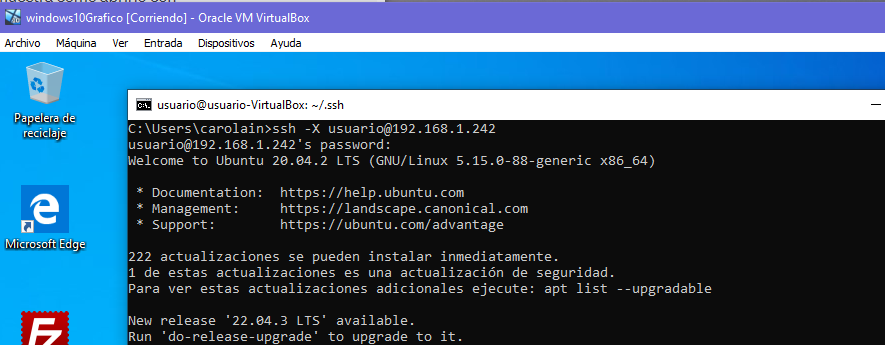 windows10Grafico [Corriendo] - Oracle VM VirtualBox
Archivo Máquina Ver Entrada Dispositivos Ayuda
Papelera de
reciclaje
Microsoft Edge
usuario@usuario-VirtualBox: ~/.ssh
C:\Users\carolain>ssh -X usuario@192.168.1.242
usuario@192.168.1.242's password:
Welcome to Ubuntu 20.04.2 LTS (GNU/Linux 5.15.0-88-generic x86_64)
* Documentation: https://help.ubuntu.com
* Management: https://landscape.canonical.com
* Support: https://ubuntu.com/advantage
222 actualizaciones se pueden instalar inmediatamente.
1 de estas actualizaciones es una actualización de seguridad.
Para ver estas actualizaciones adicionales ejecute: apt list --upgradable
New release '22.04.3 LTS' available.
Run 'do-release-upgrade' to upgrade to it.